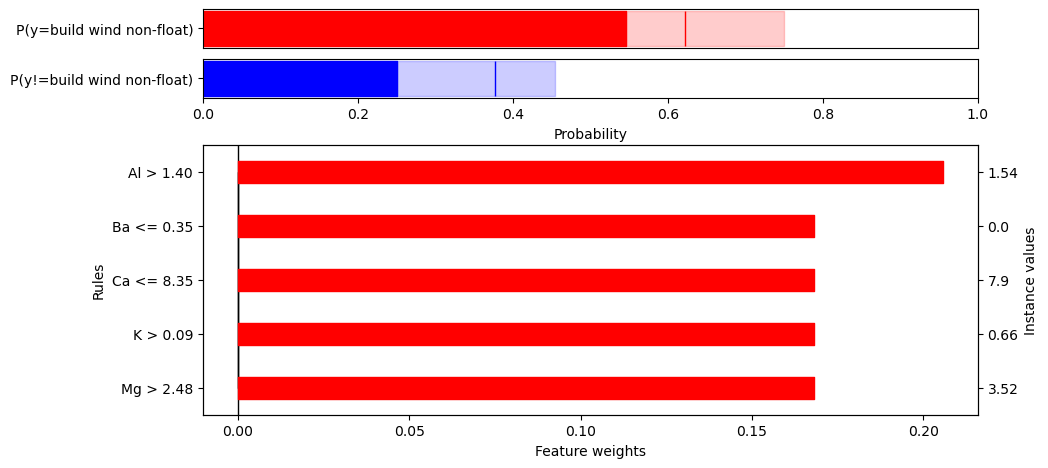 P(y=build wind non-float)
P(y!=build wind non-float)
0.0 0.2 0.4 0.6 0.8 1.0
Probability
Al > 1.40 1.54
Ba <= 0.35 0.0
Ca <= 8.35 7.9
K > 0.09 0.66
Mg > 2.48 3.52
Rules
Instance values
0.00 0.05 0.10 0.15 0.20
Feature weights